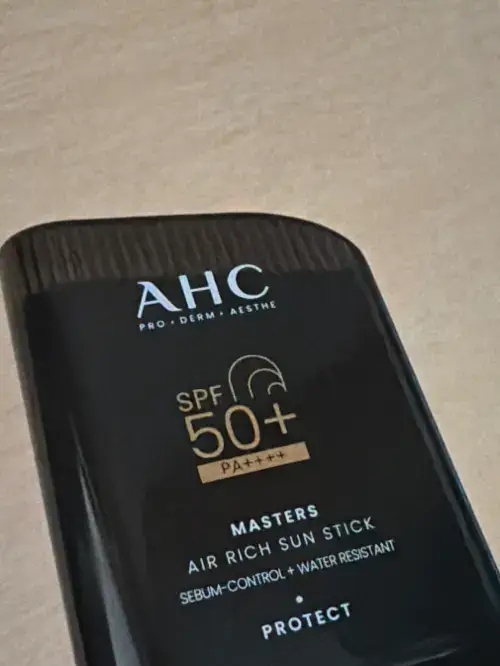 AHC
PRO • DERM • AESTHE
SPF
50+
PA++++
MASTERS
AIR RICH SUN STICK
SEBUM-CONTROL + WATER RESISTANT
•
PROTECT